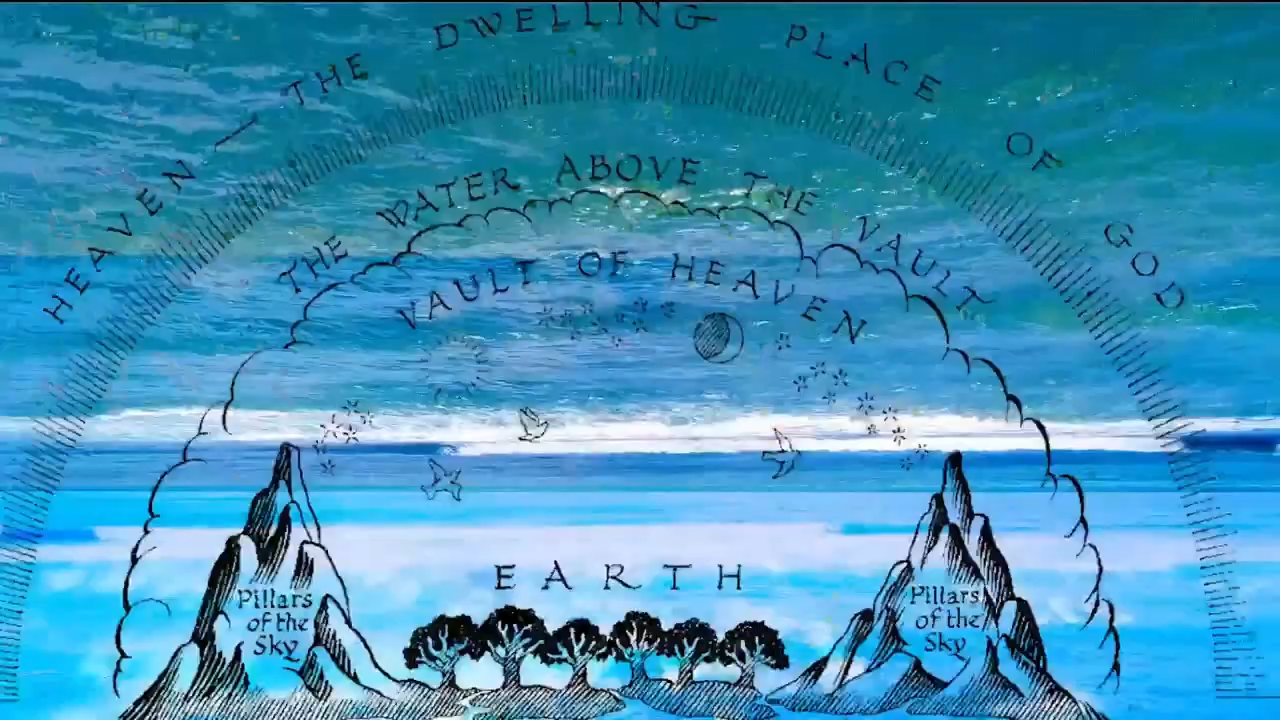 HEAVEN — THE DWELLING PLACE OF GOD
THE WATER ABOVE THE VAULT
VAULT OF HEAVEN
EARTH
Pillars
of the
Sky
Pillars
of the
Sky